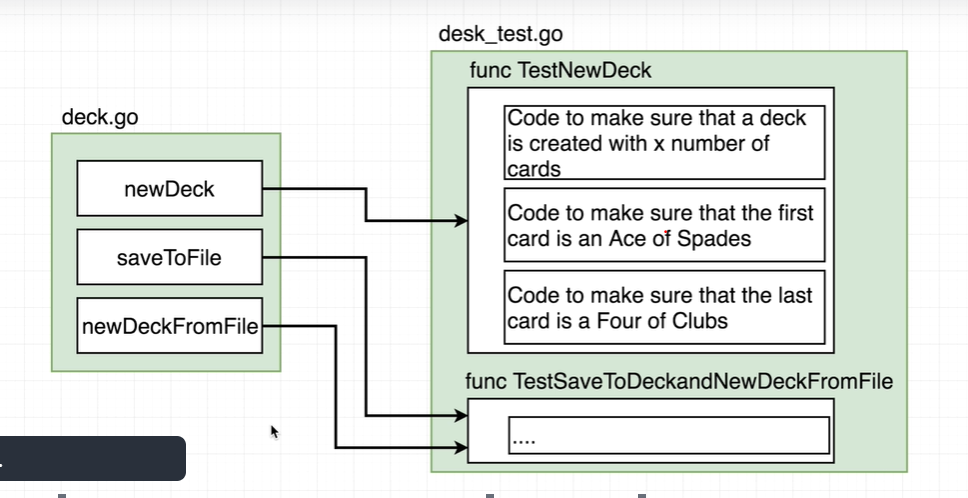 desk_test.go
func TestNewDeck
deck.go
Code to make sure that a deck
is created with x number of
cards
newDeck
Code to make sure that the first
card is an Ace of Spades
saveToFile
Code to make sure that the last
card is a Four of Clubs
newDeckFromFile
func TestSaveToDeckandNewDeckFromFile
....
.